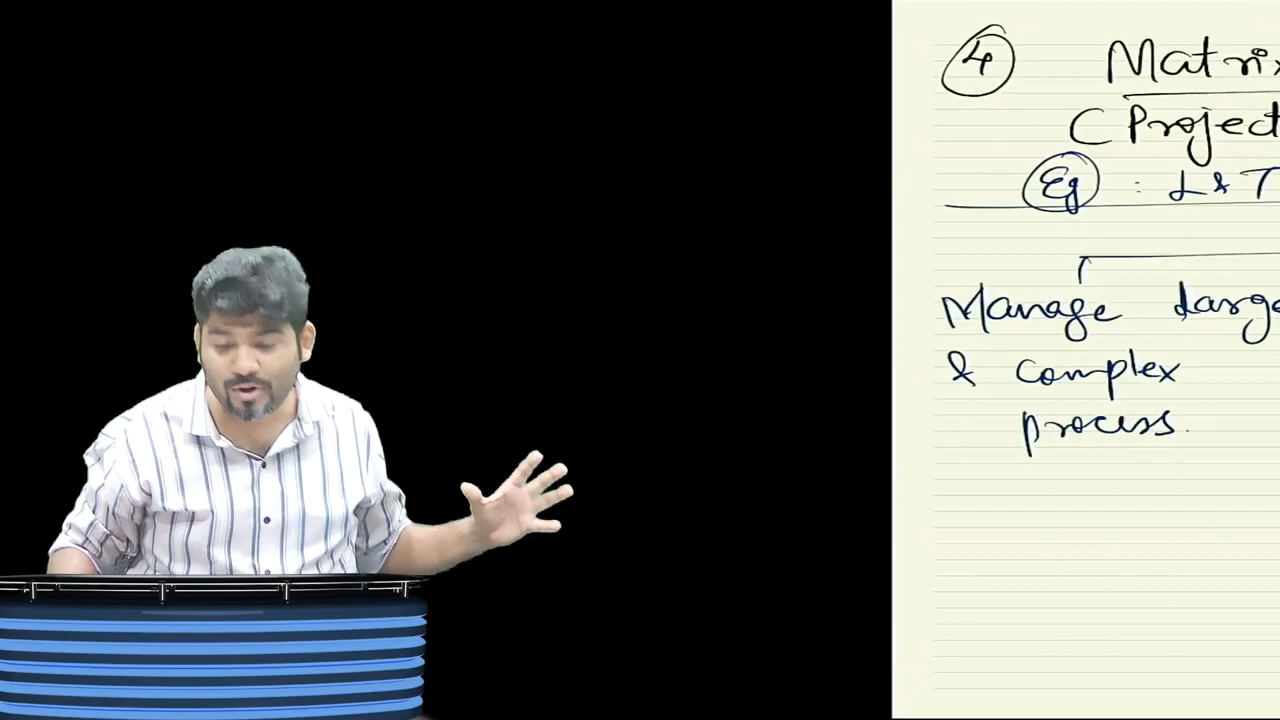 4 Matrix
( Project
Eg : L & T
Manage Large
& complex
process.